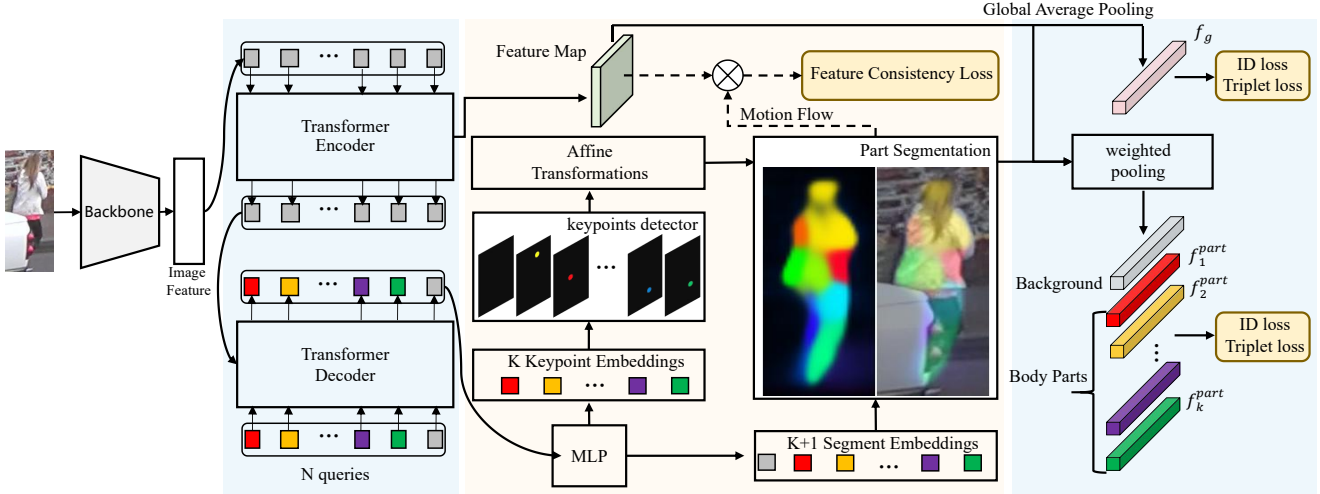 Global Average Pooling
Feature Map
Feature Consistency Loss
f_g
ID loss
Triplet loss
Transformer
Encoder
Motion Flow
Affine
Transformations
Part Segmentation
weighted
pooling
Backbone
keypoints detector
...
Image
Feature
Background
f_1^{part}
f_2^{part}
ID loss
Triplet loss
Transformer
Decoder
K Keypoint Embeddings
...
Body Parts
f_k^{part}
MLP
K+1 Segment Embeddings
...
N queries